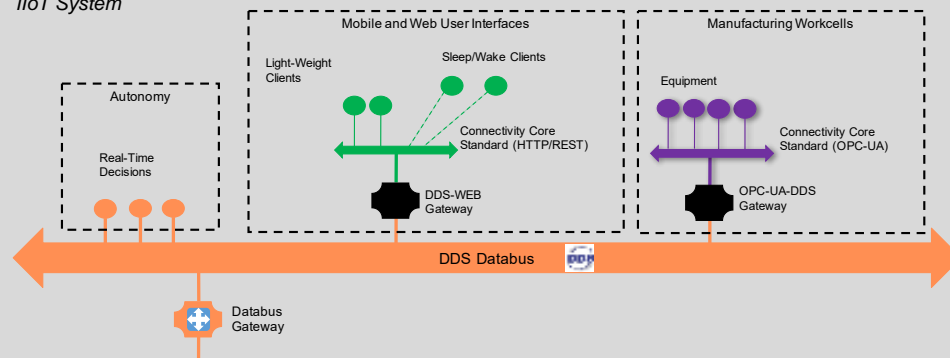 IIoT System
Mobile and Web User Interfaces
Manufacturing Workcells
Light-Weight
Clients
Sleep/Wake Clients
Equipment
Autonomy
Real-Time
Decisions
Connectivity Core
Standard (HTTP/REST)
Connectivity Core
Standard (OPC-UA)
DDS-WEB
Gateway
OPC-UA-DDS
Gateway
DDS Databus
Databus
Gateway